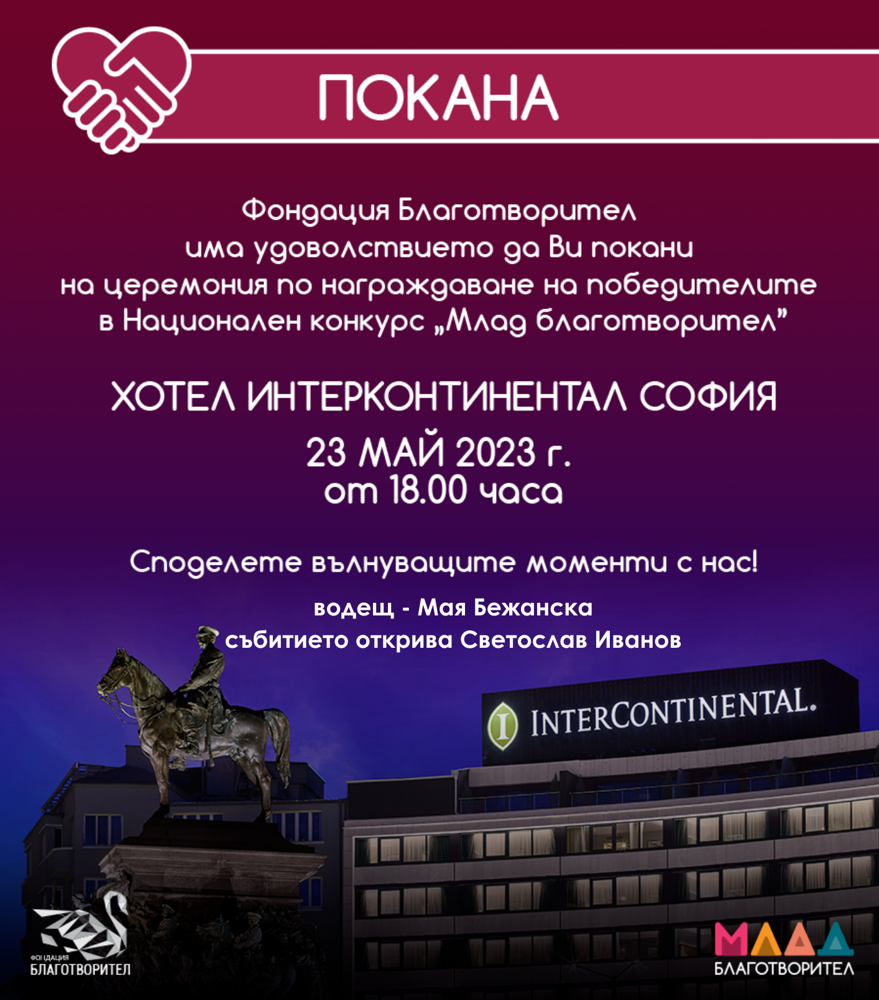 ПОКАНА
Фондация Благотворител
има удоволствието да Ви покани
на церемония по награждаване на победителите
в Национален конкурс „Млад благотворител”
ХОТЕЛ ИНТЕРКОНТИНЕНТАЛ СОФИЯ
23 МАЙ 2023 г.
от 18.00 часа
Споделете вълнуващите моменти с нас!
водещ - Мая Бежанска
събитието открива Светослав Иванов
I INTERCONTINENTAL.
ФОНДАЦИЯ
БЛАГОТВОРИТЕЛ
МЛАД
БЛАГОТВОРИТЕЛ